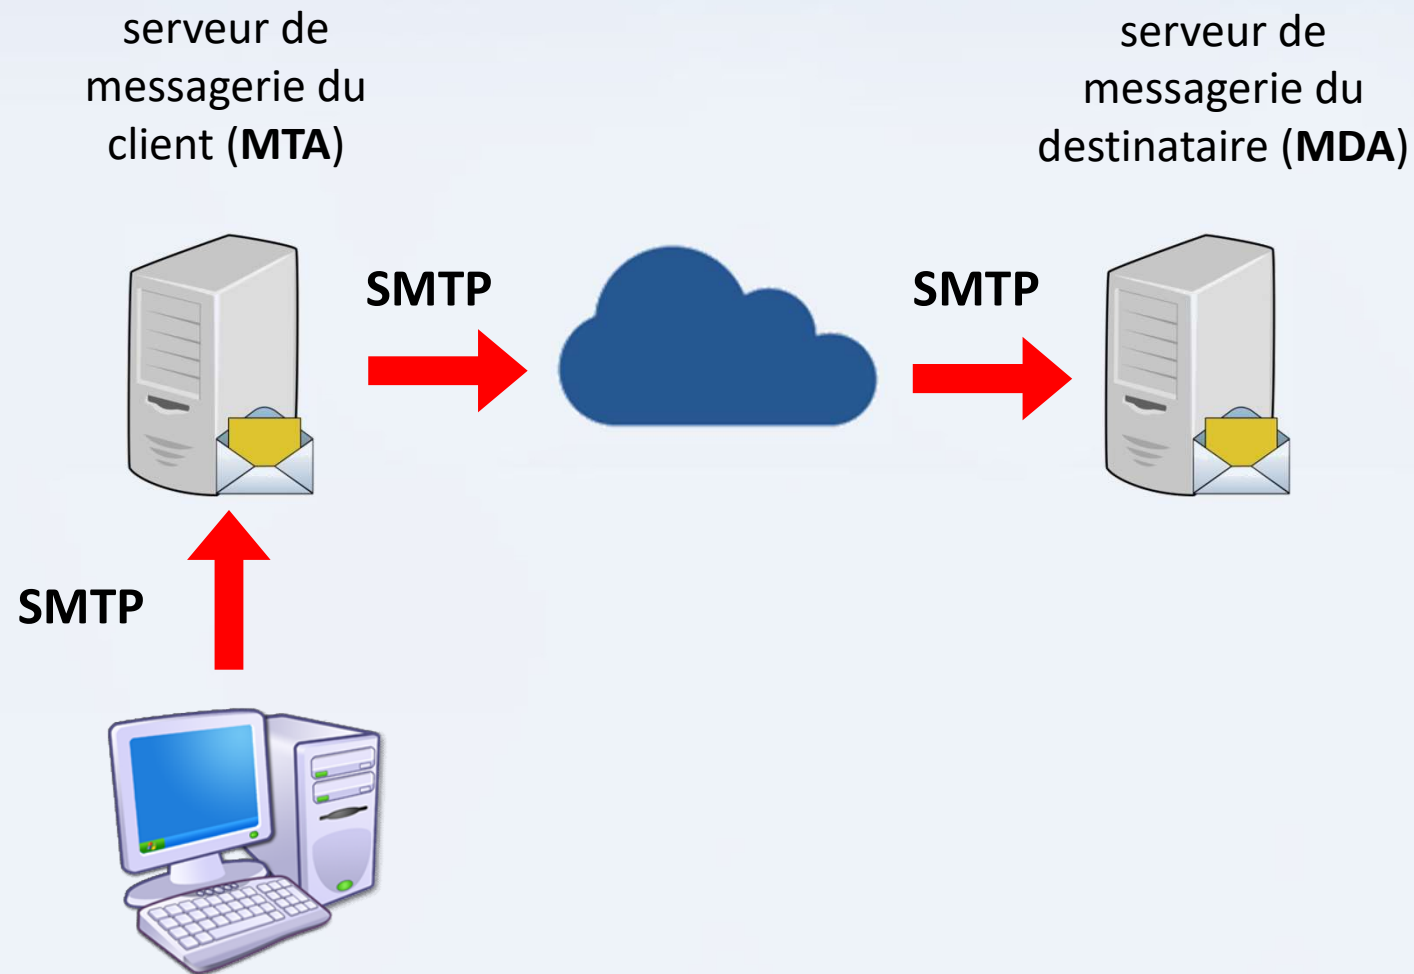 serveur de
messagerie du
client (MTA)
serveur de
messagerie du
destinataire (MDA)
SMTP
SMTP
SMTP